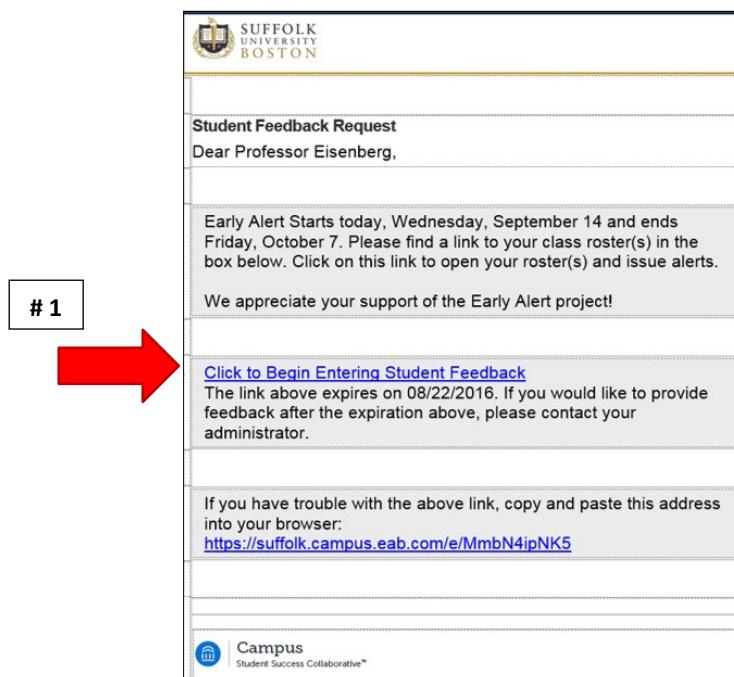 SUFFOLK
UNIVERSITY
BOSTON
Student Feedback Request
Dear Professor Eisenberg,
Early Alert Starts today, Wednesday, September 14 and ends
Friday, October 7. Please find a link to your class roster(s) in the
box below. Click on this link to open your roster(s) and issue alerts.
We appreciate your support of the Early Alert project!
# 1
Click to Begin Entering Student Feedback
The link above expires on 08/22/2016. If you would like to provide
feedback after the expiration above, please contact your
administrator.
If you have trouble with the above link, copy and paste this address
into your browser:
https://suffolk.campus.eab.com/e/MmbN4ipNK5
Campus
Student Success Collaborative™